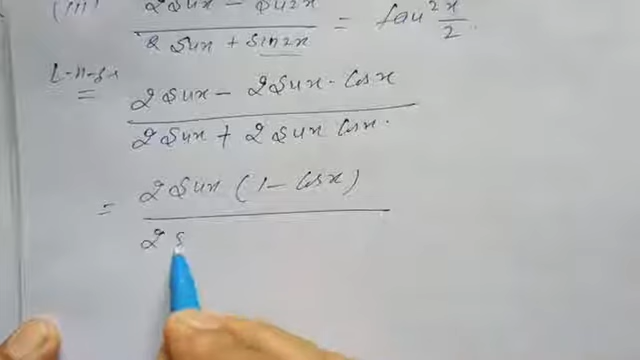 (iii) 2 Sin x - Sin 2x / 2 Sin x + Sin 2x = tan² x/2.
L-H-S
= 2 Sin x - 2 Sin x · Cos x / 2 Sin x + 2 Sin x Cos x.
= 2 Sin x (1 - Cos x) / 2 S